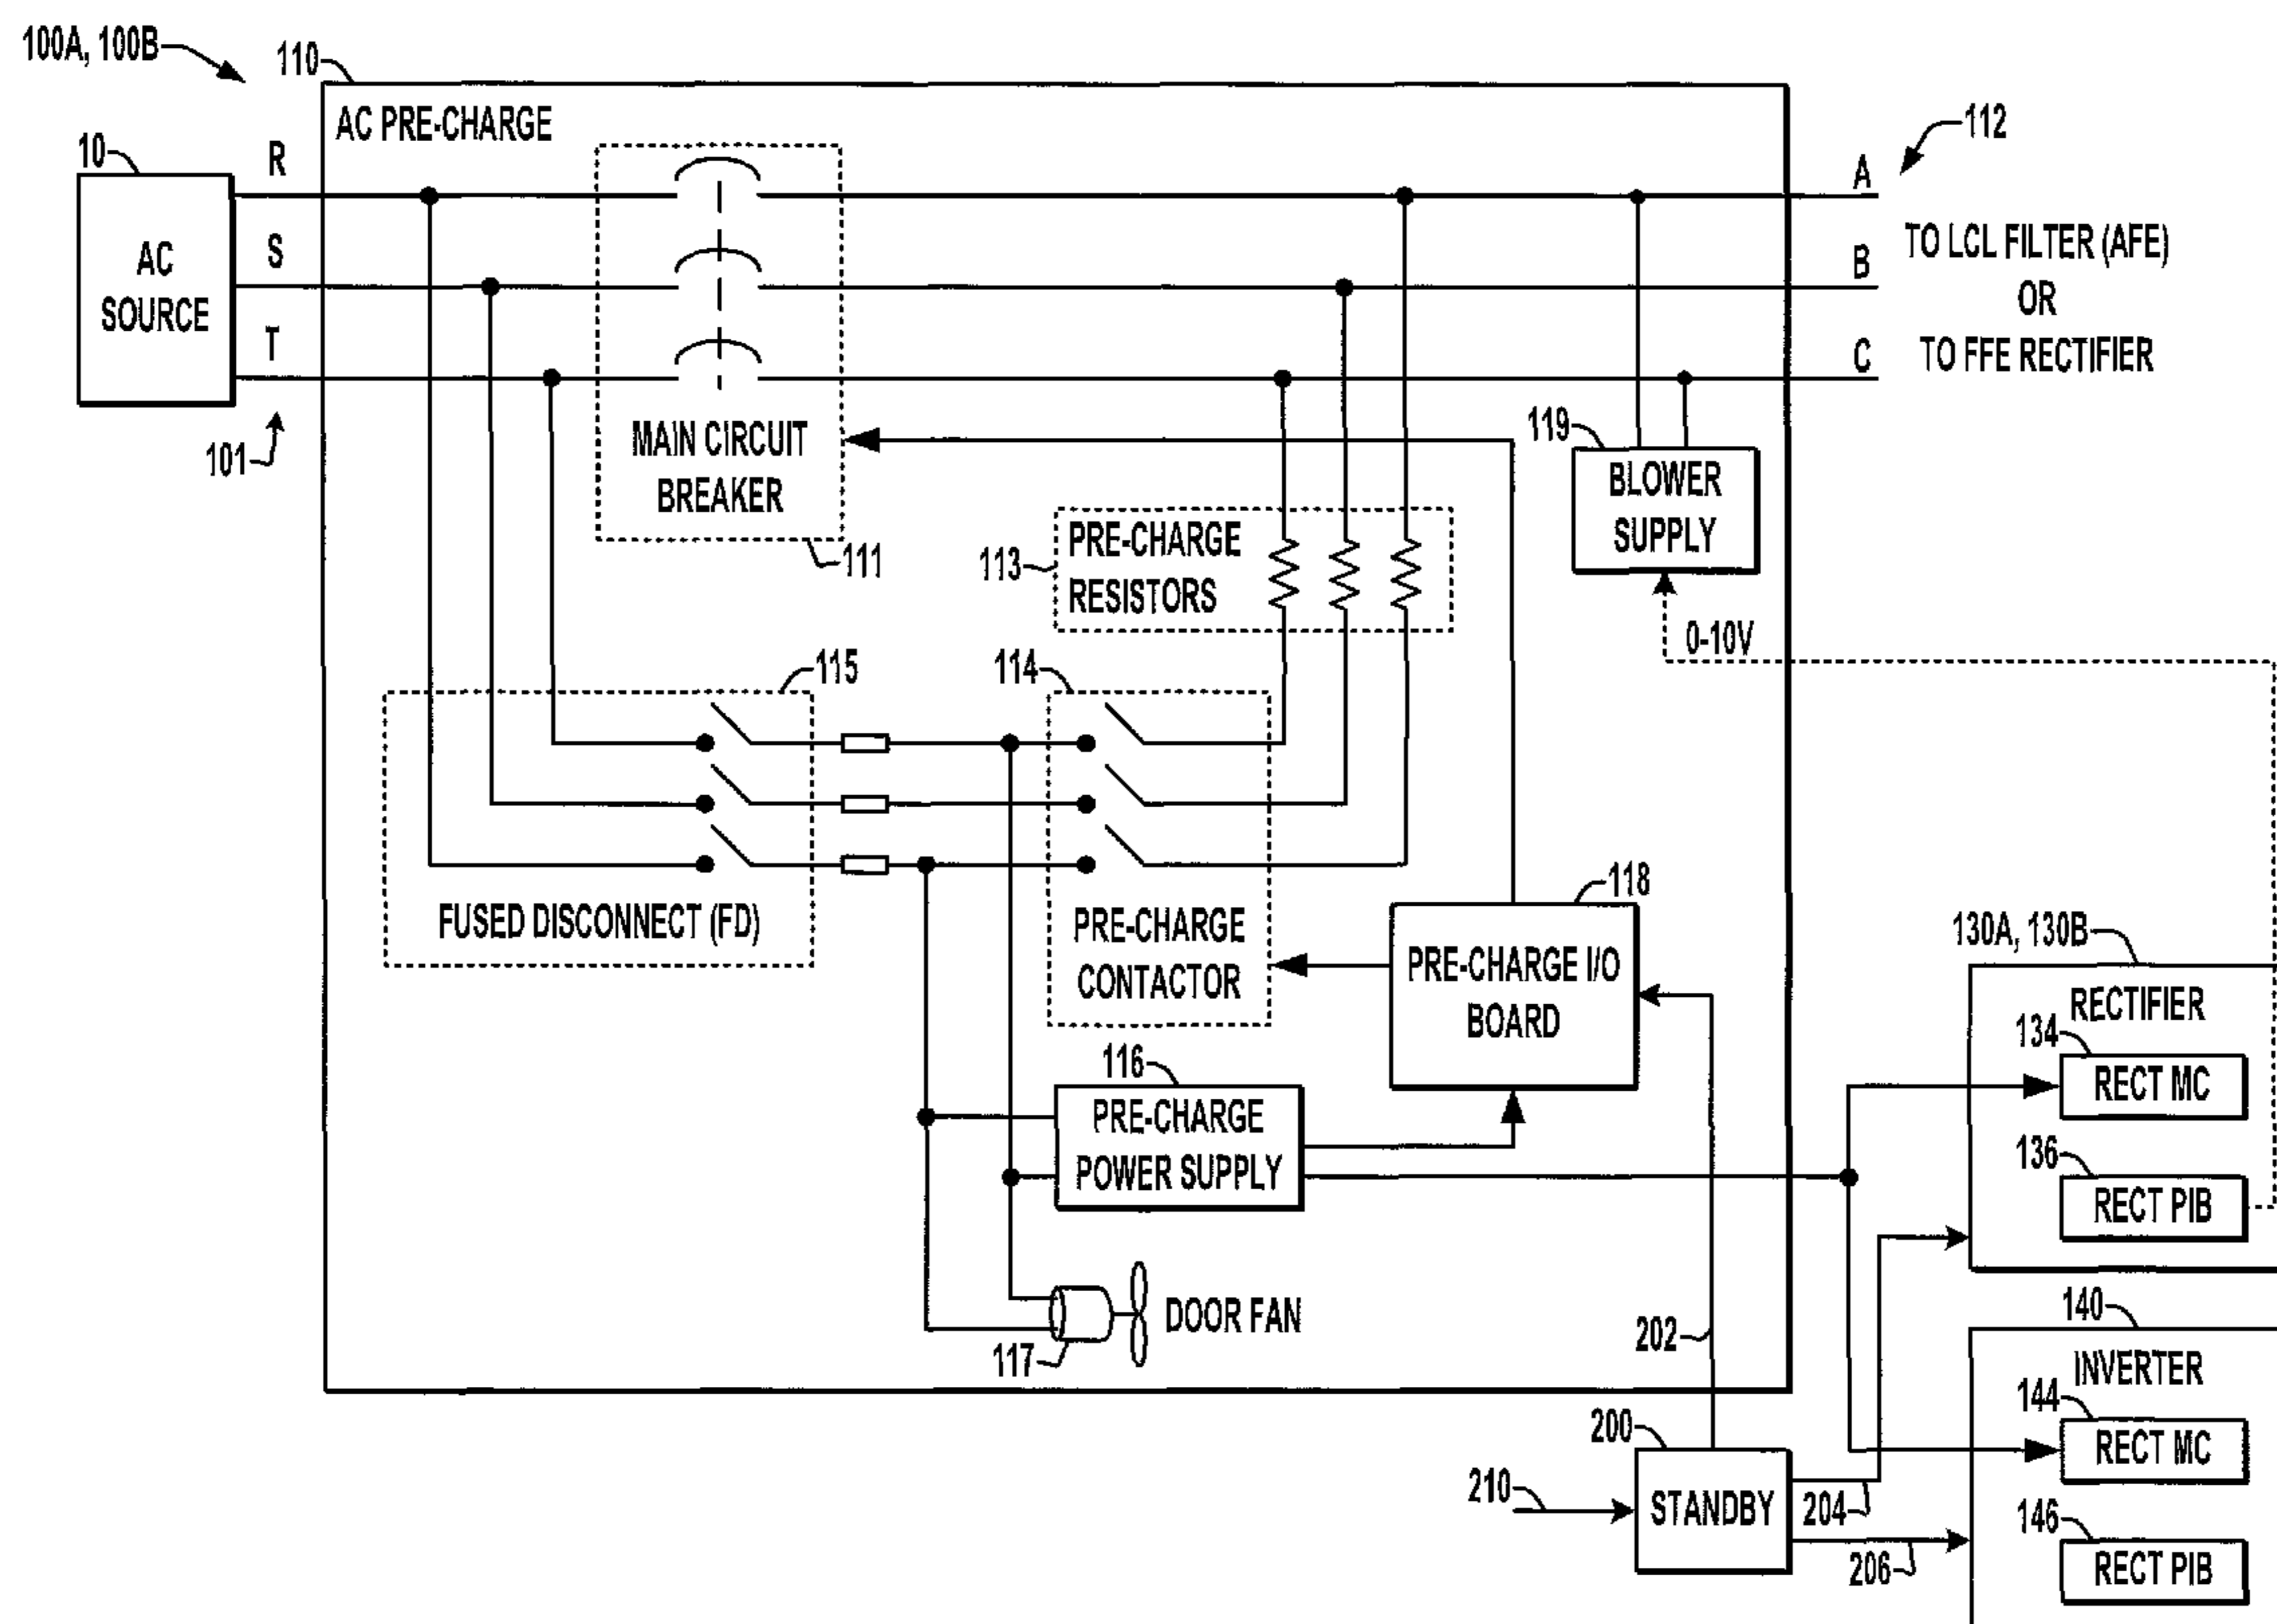 100A, 100B
110
AC PRE-CHARGE
112
10
R
A
AC
SOURCE
S
B
TO LCL FILTER (AFE)
OR
TO FFE RECTIFIER
T
C
101
MAIN CIRCUIT
BREAKER
111
119
BLOWER
SUPPLY
113
PRE-CHARGE
RESISTORS
0-10V
115
114
FUSED DISCONNECT (FD)
PRE-CHARGE
CONTACTOR
118
PRE-CHARGE I/O
BOARD
130A, 130B
RECTIFIER
134
RECT MC
136
RECT PIB
116
PRE-CHARGE
POWER SUPPLY
DOOR FAN
117
202
140
INVERTER
144
RECT MC
146
RECT PIB
200
STANDBY
210
204
206